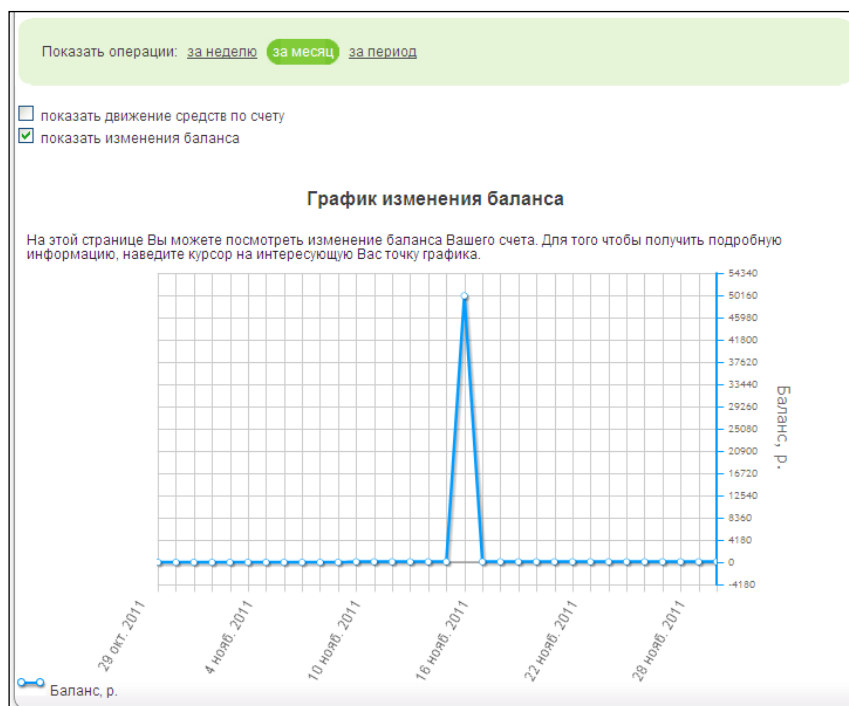 Показать операции: за неделю за месяц за период
показать движение средств по счету
показать изменения баланса
График изменения баланса
На этой странице Вы можете посмотреть изменение баланса Вашего счета. Для того чтобы получить подробную
информацию, наведите курсор на интересующую Вас точку графика.
54340
50160
45980
41800
37620
33440
29260
25080
20900
16720
12540
8360
4180
0
-4180
Баланс, р.
29 окт. 2011
4 нояб. 2011
10 нояб. 2011
16 нояб. 2011
22 нояб. 2011
28 нояб. 2011
Баланс, р.